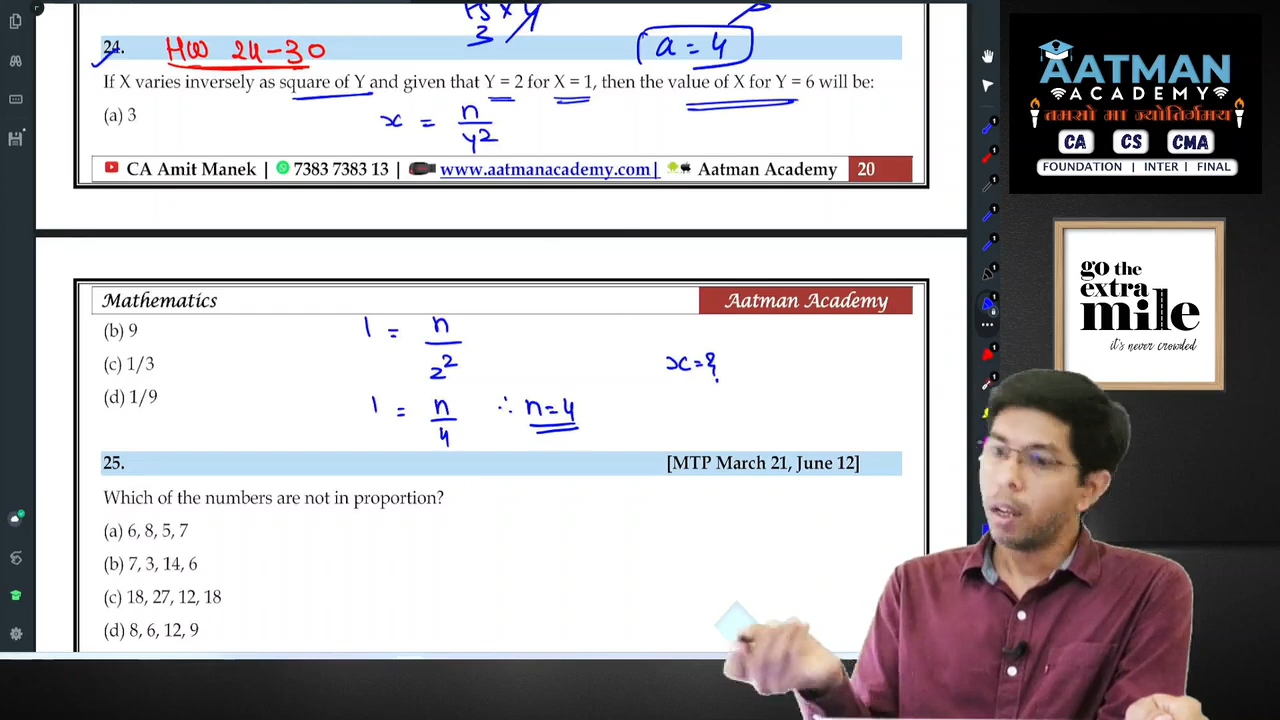 15 × 4
3
a = 4
24. HW 24-30
If X varies inversely as square of Y and given that Y = 2 for X = 1, then the value of X for Y = 6 will be:
(a) 3
x = n
y2
CA Amit Manek | 7383 7383 13 | www.aatmanacademy.com| Aatman Academy 20
Mathematics Aatman Academy
(b) 9
(c) 1/3
(d) 1/9
1 = n
2²
x = ?
1 = n
4
∴ n = 4
25. [MTP March 21, June 12]
Which of the numbers are not in proportion?
(a) 6, 8, 5, 7
(b) 7, 3, 14, 6
(c) 18, 27, 12, 18
(d) 8, 6, 12, 9
AATMAN
ACADEMY
तमसो मा ज्योतिर्गमय
CA CS CMA
FOUNDATION | INTER | FINAL
go the
extra
mile
it's never crowded